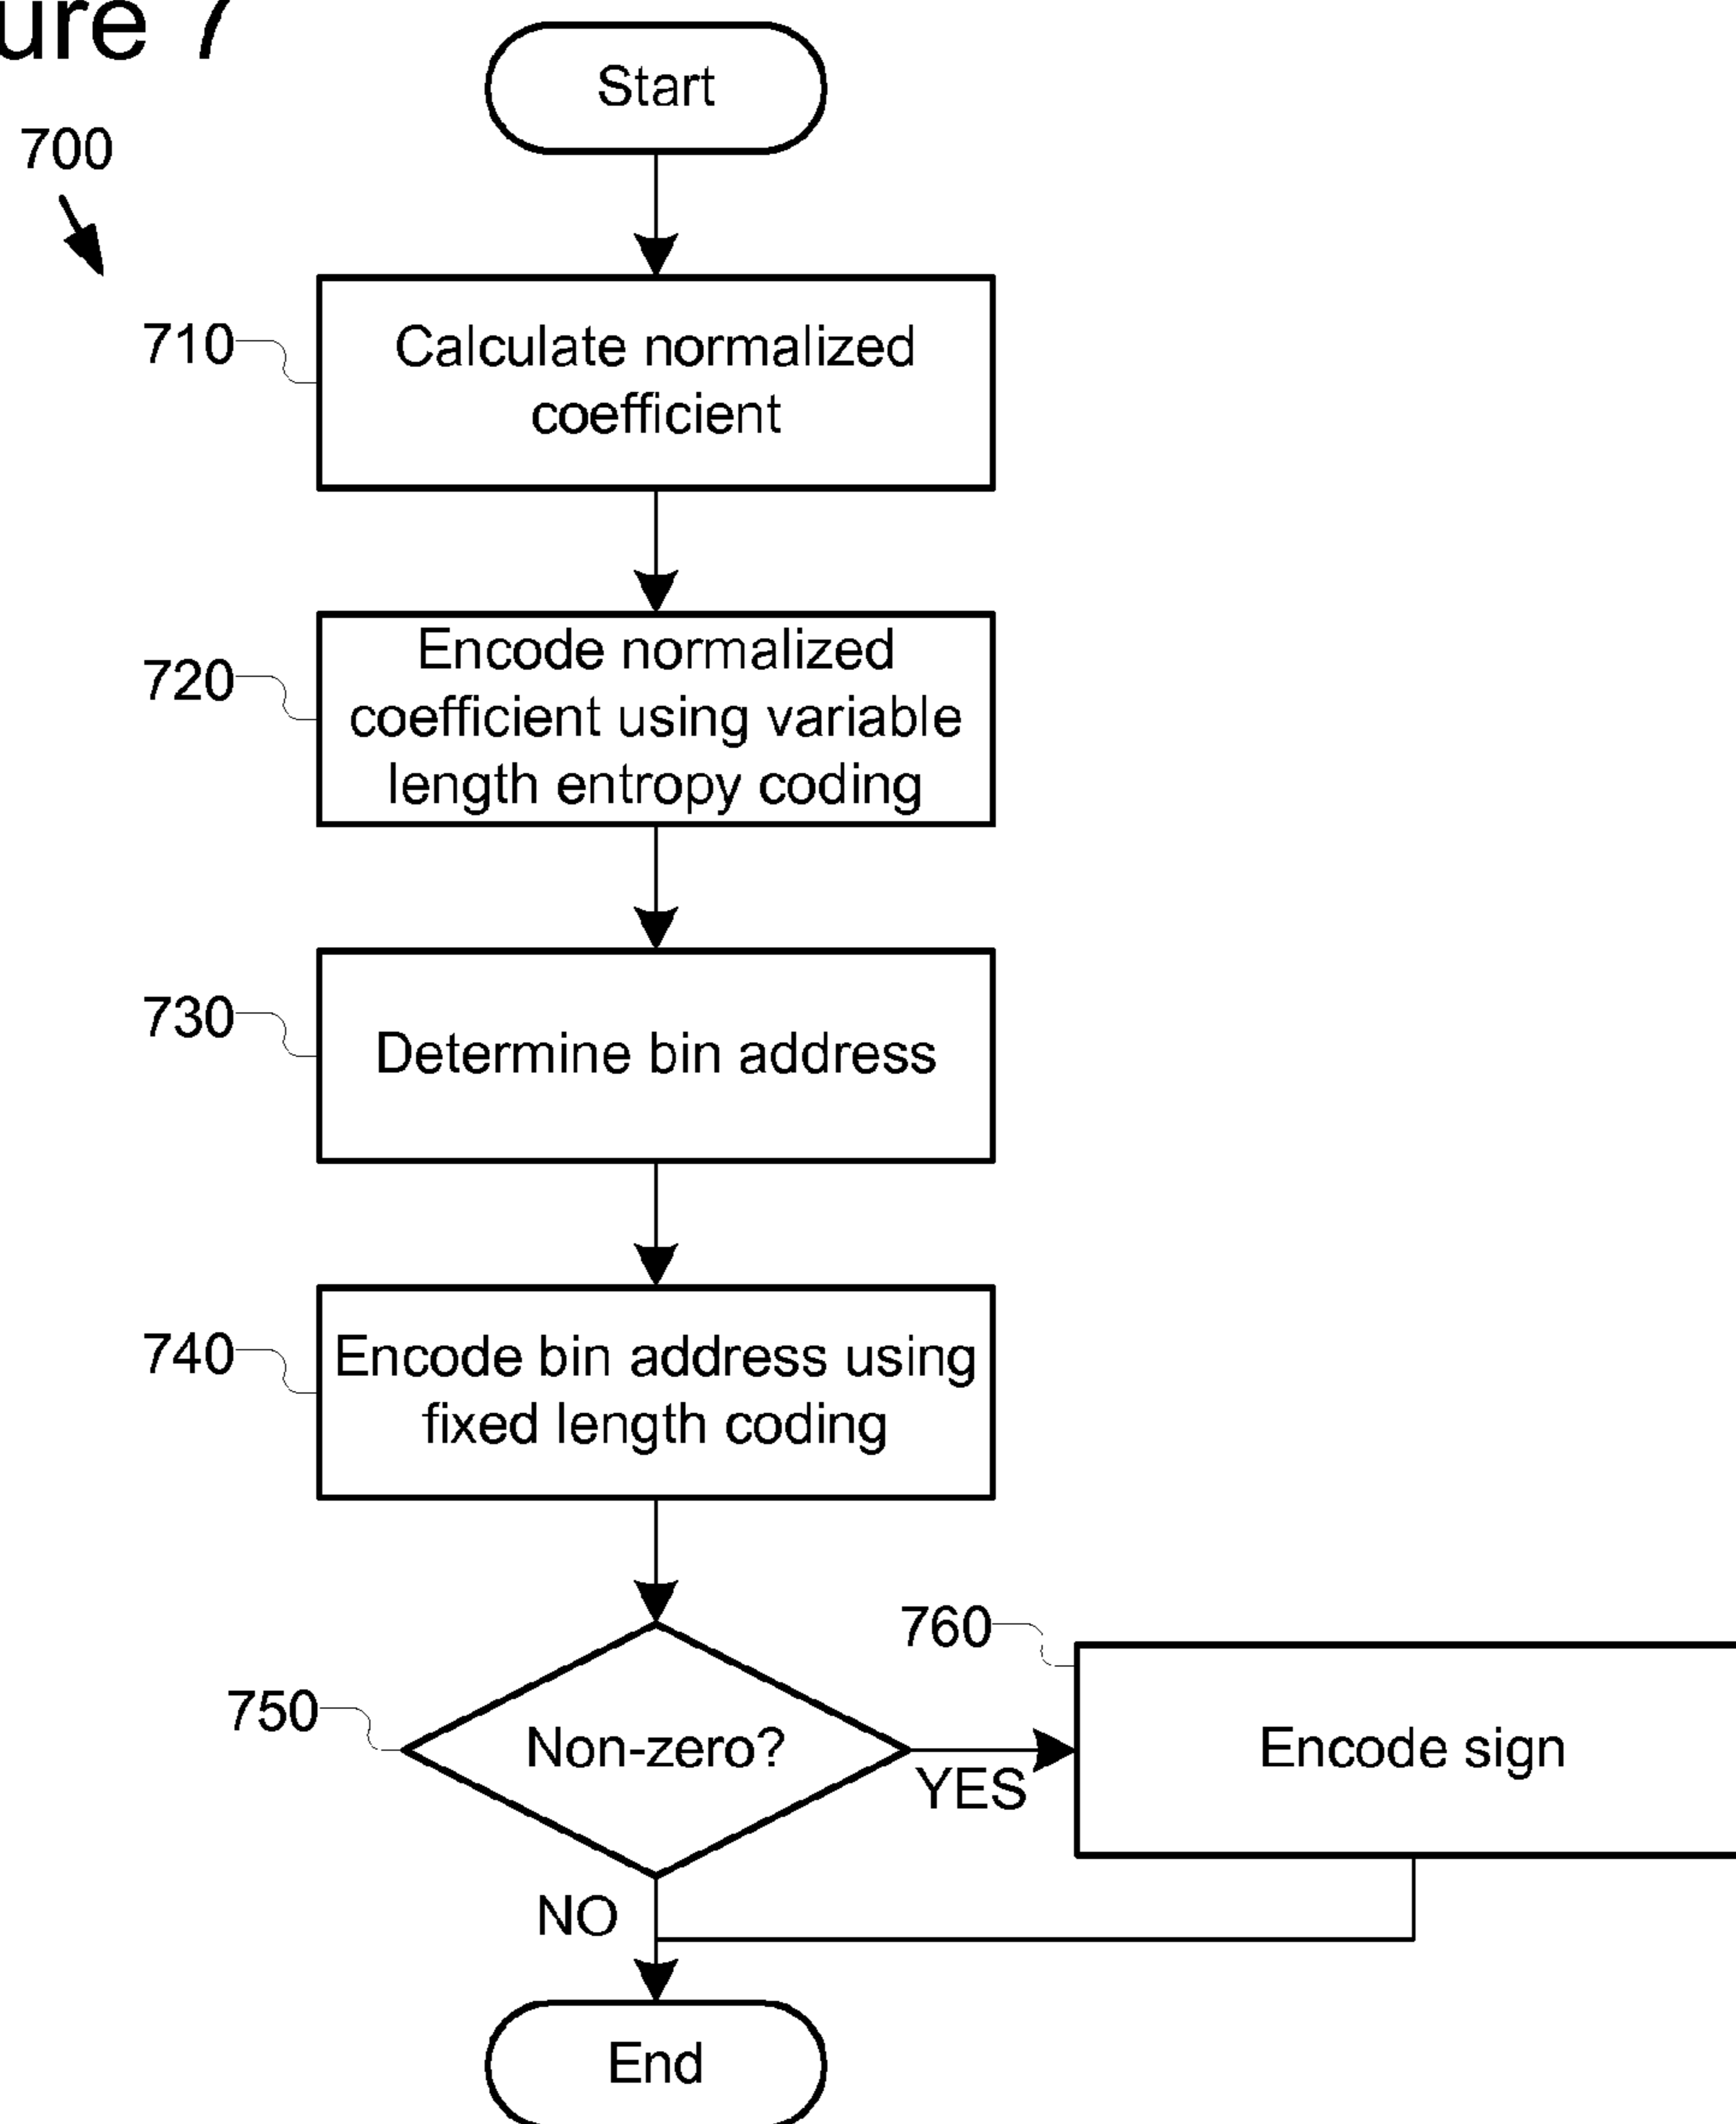 ure 7
Start
700
710
Calculate normalized
coefficient
720
Encode normalized
coefficient using variable
length entropy coding
730
Determine bin address
740
Encode bin address using
fixed length coding
760
750
Non-zero?
Encode sign
YES
NO
End